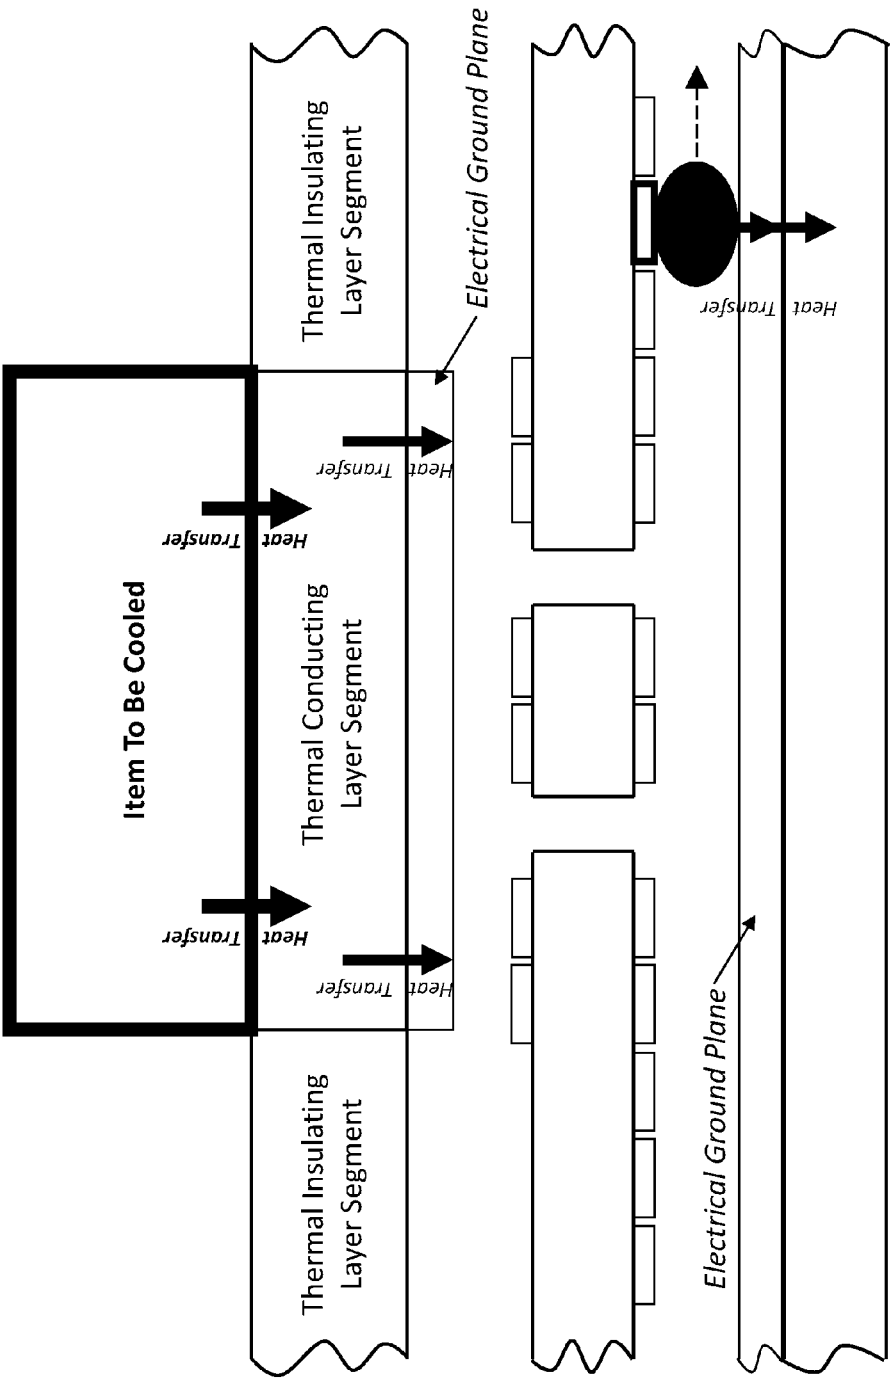 Item To Be Cooled
Heat Transfer
Heat Transfer
Thermal Insulating
Layer Segment
Thermal Conducting
Layer Segment
Thermal Insulating
Layer Segment
Heat Transfer
Heat Transfer
Electrical Ground Plane
Heat Transfer
Electrical Ground Plane